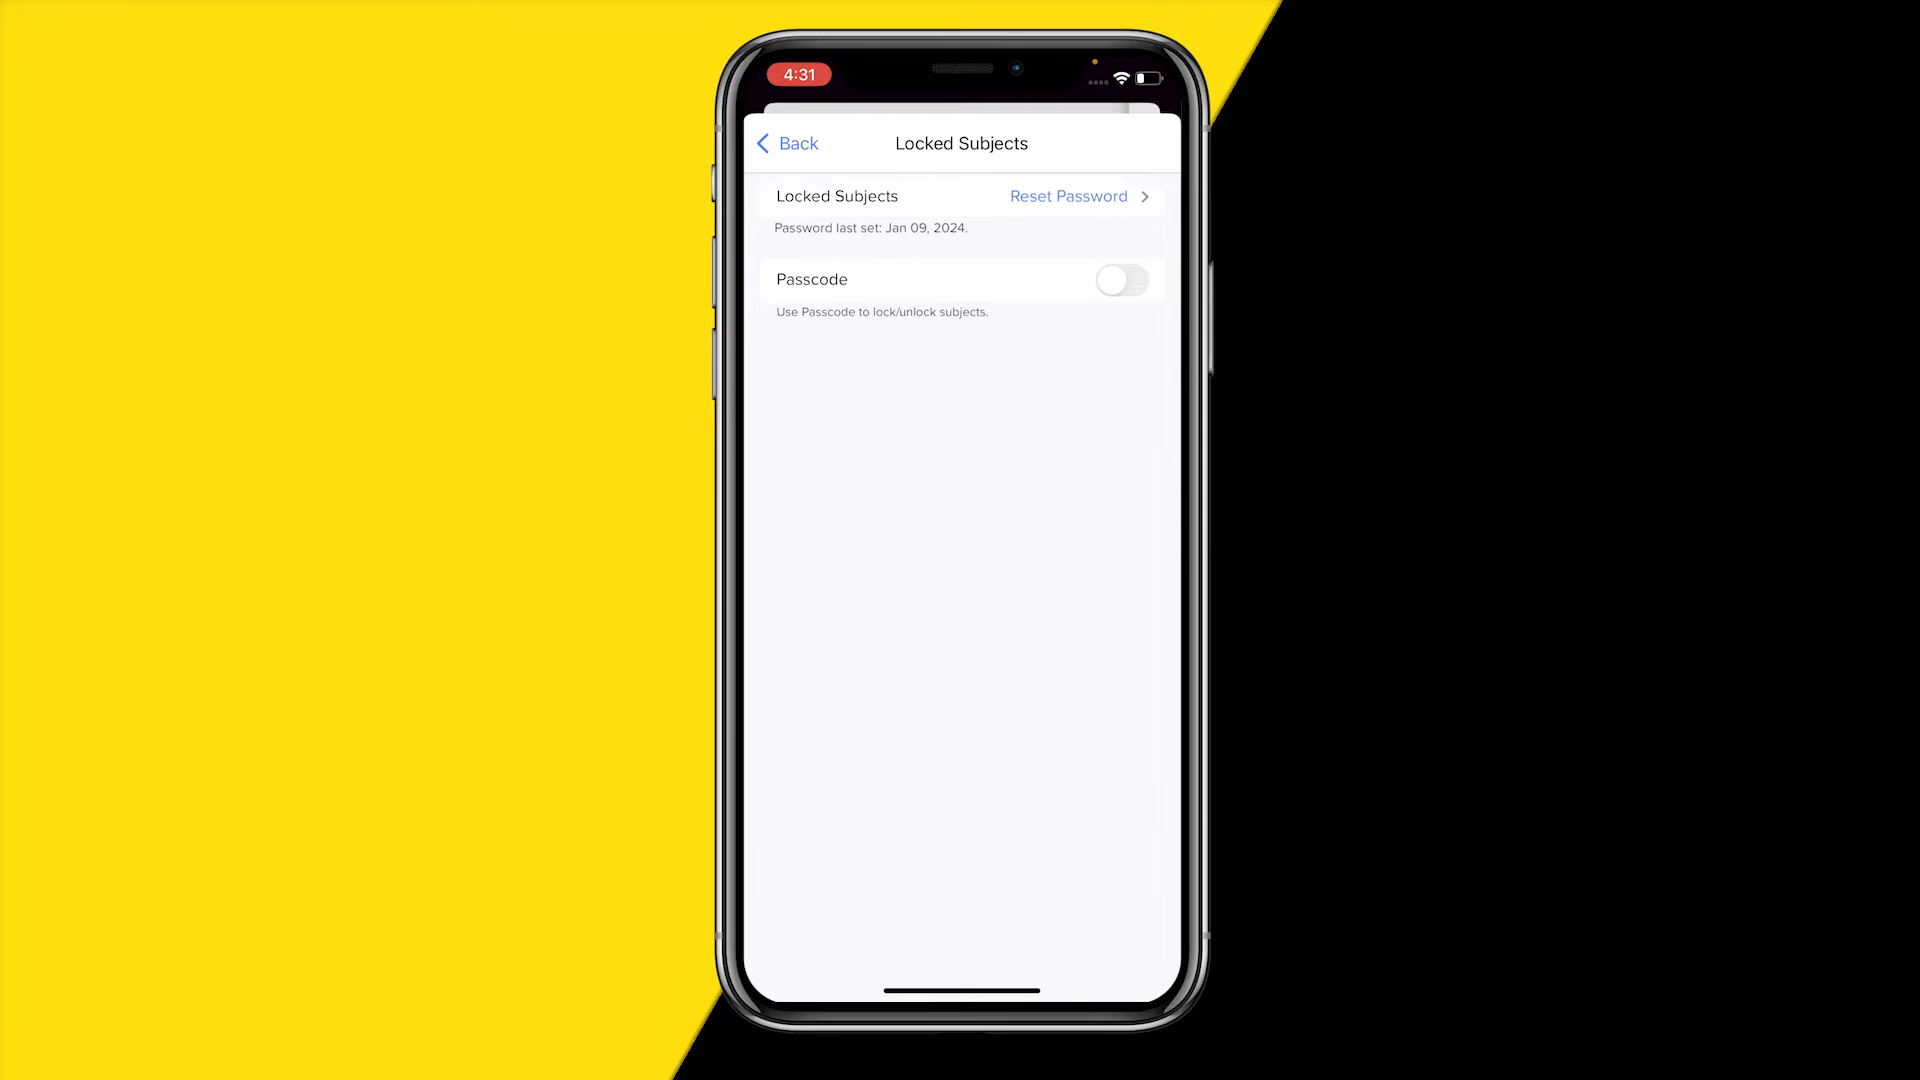 4:31
Back
Locked Subjects
Locked Subjects
Reset Password
Password last set: Jan 09, 2024.
Passcode
Use Passcode to lock/unlock subjects.